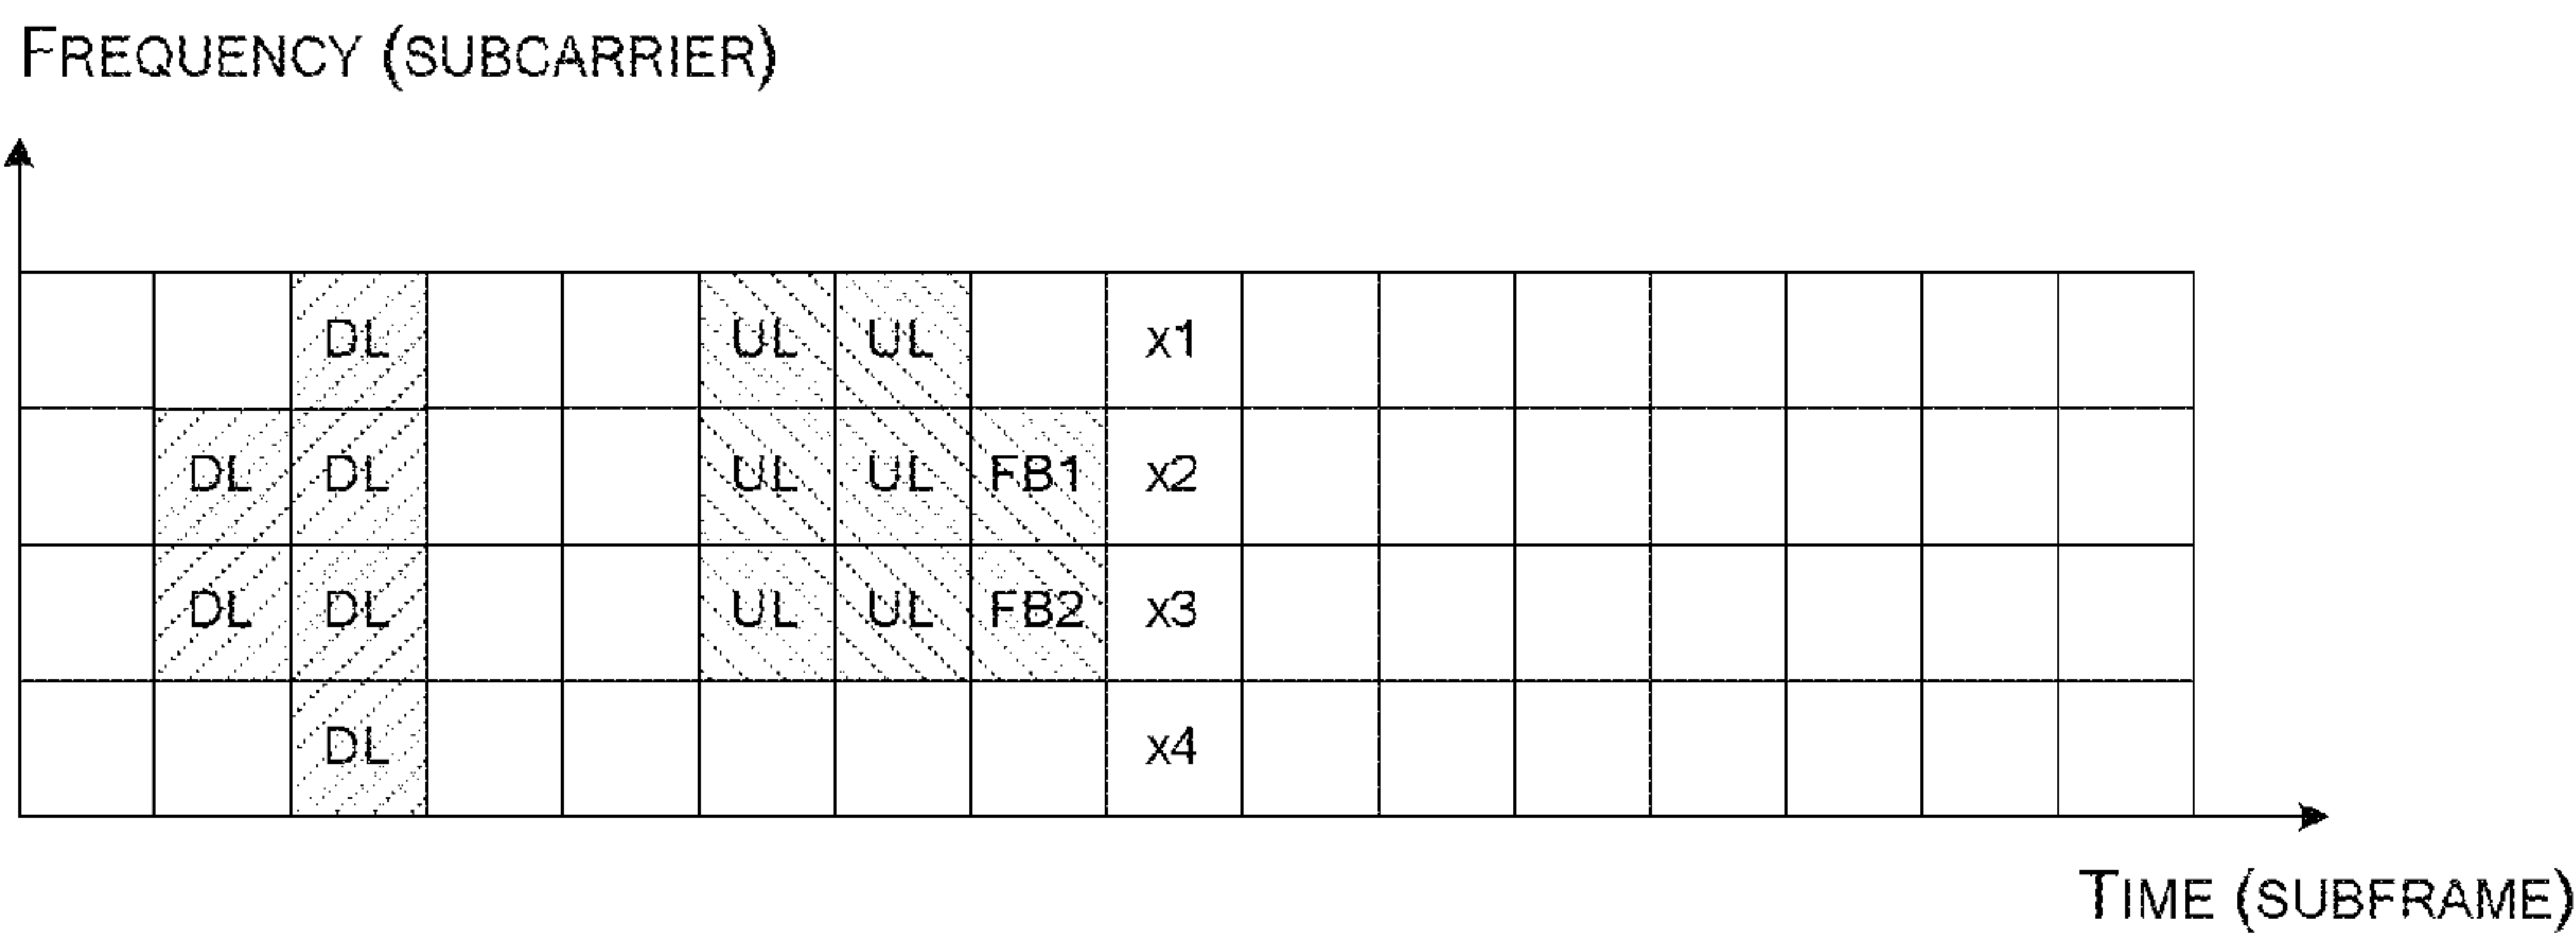 FREQUENCY (SUBCARRIER)
DL UL UL x1
DL DL UL UL FB1 x2
DL DL UL UL FB2 x3
DL x4
TIME (SUBFRAME)